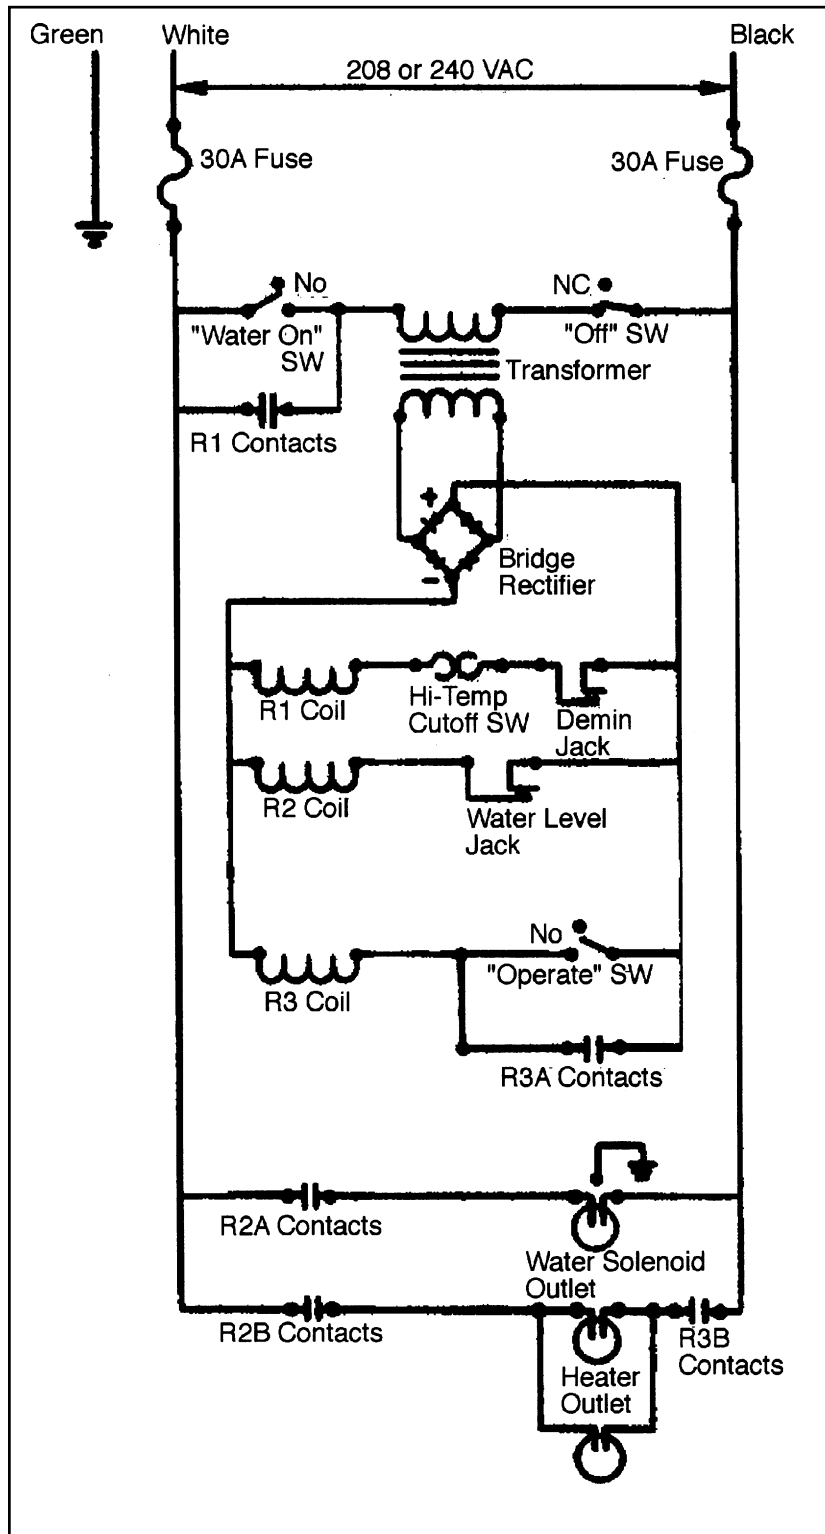 Green
White
Black
208 or 240 VAC
30A Fuse
30A Fuse
No
NC
"Water On"
SW
"Off" SW
Transformer
R1 Contacts
+
-
Bridge
Rectifier
R1 Coil
Hi-Temp
Cutoff SW
Demin
Jack
R2 Coil
Water Level
Jack
No
"Operate" SW
R3 Coil
R3A Contacts
R2A Contacts
Water Solenoid
Outlet
R2B Contacts
R3B
Contacts
Heater
Outlet